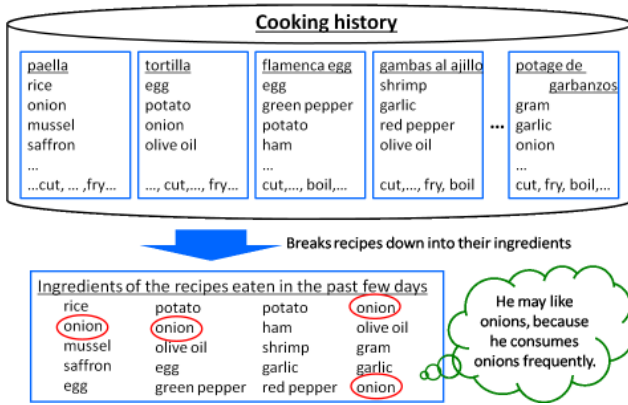 Cooking history
paella
rice
onion
mussel
saffron
...
...cut, ... ,fry...
tortilla
egg
potato
onion
olive oil
...
..., cut,..., fry...
flamenca egg
egg
green pepper
potato
ham
...
cut,..., boil,...
gambas al ajillo
shrimp
garlic
red pepper
olive oil
cut,..., fry, boil
...
potage de
garbanzos
gram
garlic
onion
...
cut, fry, boil,...
Breaks recipes down into their ingredients
Ingredients of the recipes eaten in the past few days
rice potato potato onion
onion onion ham olive oil
mussel olive oil shrimp gram
saffron egg garlic garlic
egg green pepper red pepper onion
He may like
onions, because
he consumes
onions frequently.